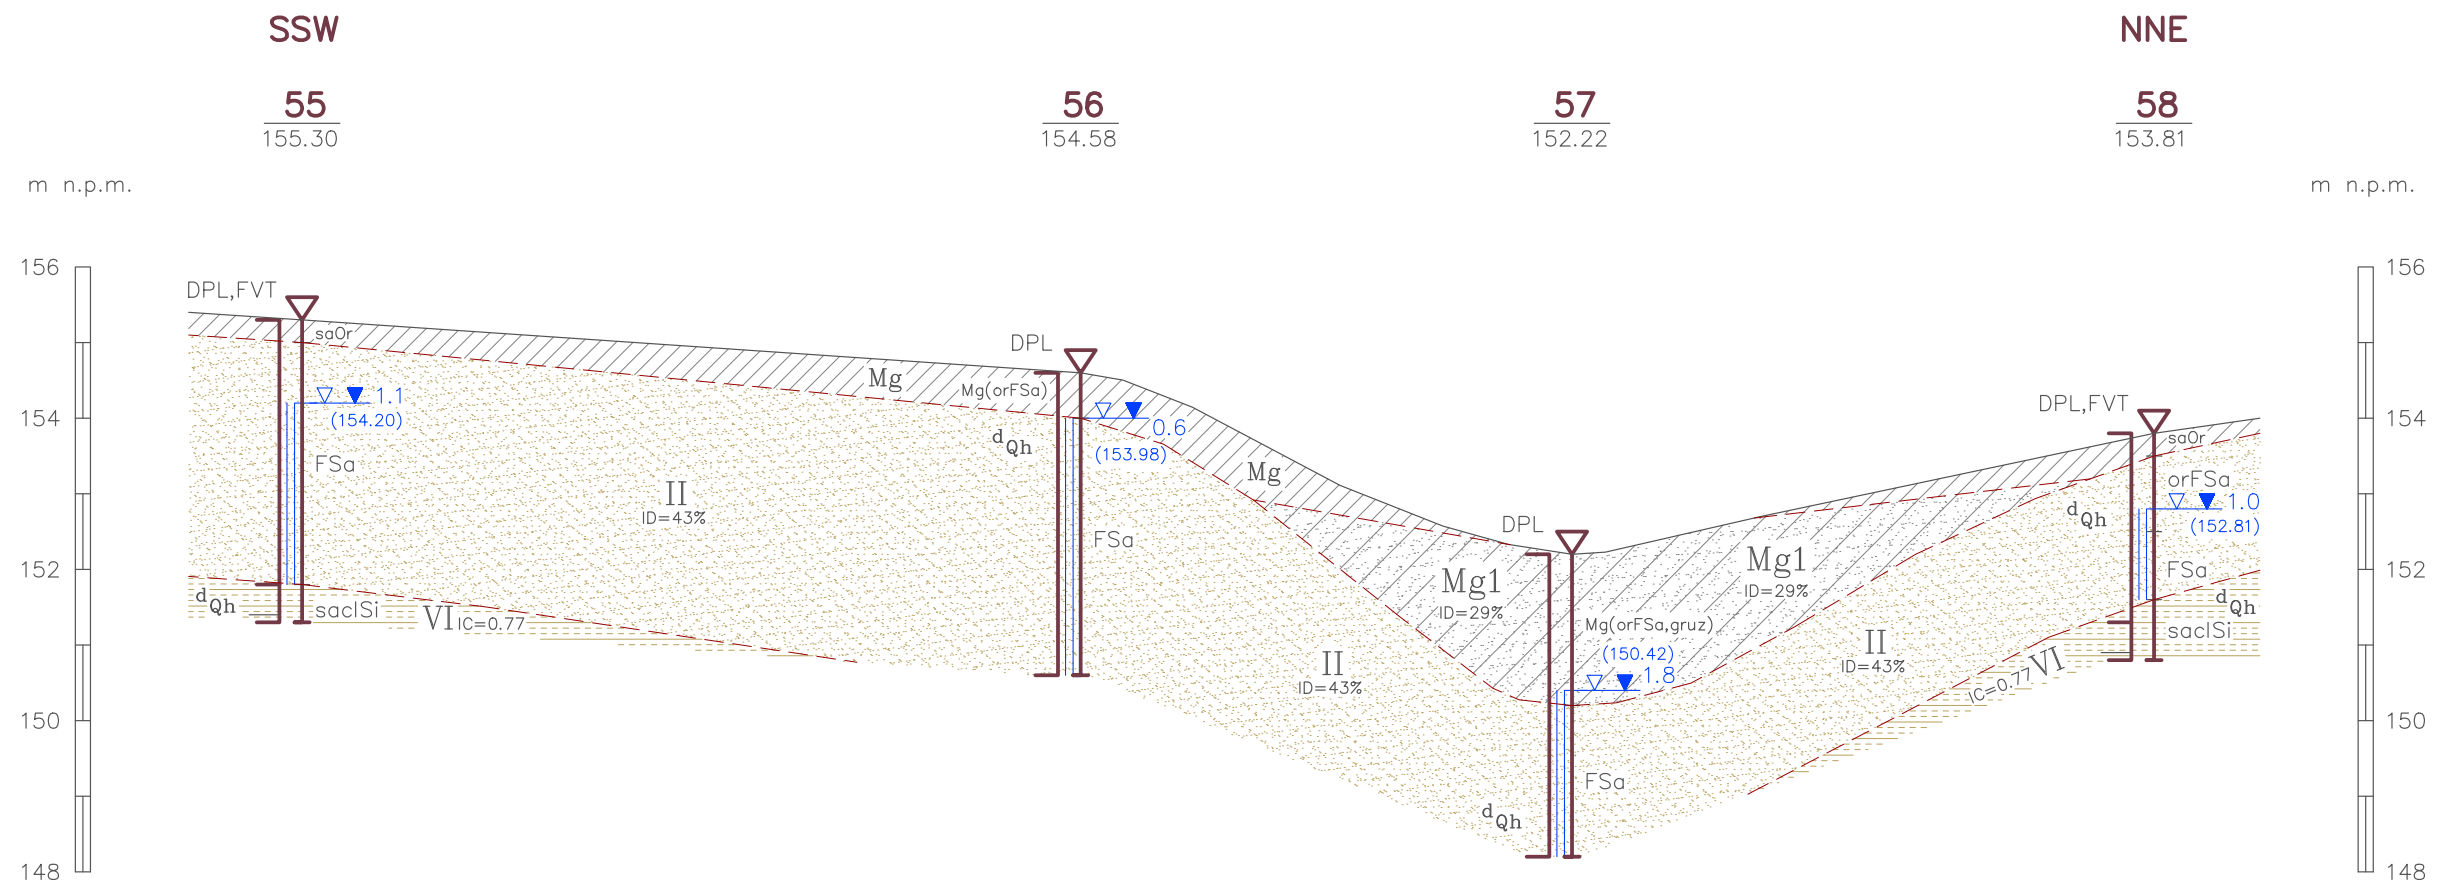 SSW NNE
55 56 57 58
155.30 154.58 152.22 153.81
m n.p.m. m n.p.m.
156 156
DPL,FVT
saOr
DPL
1.1
(154.20)
Mg
Mg(orFSa)
DPL,FVT
154 154
0.6
(153.98)
saOr
dQh
FSa
Mg
orFSa
1.0
(152.81)
II
ID=43%
dQh
DPL
FSa
152 152
Mg1
ID=29%
Mg1
ID=29%
FSa
dQh
saclSi
VI IC=0.77
dQh
saclSi
Mg(orFSa,gruz)
(150.42)
1.8
II
ID=43%
II
ID=43%
IC=0.77 VI
150 150
FSa
dQh
148 148